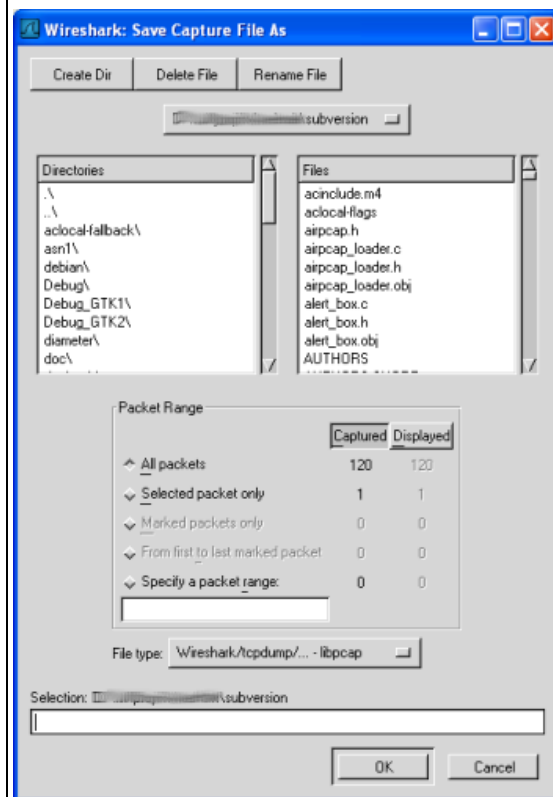 Wireshark: Save Capture File As
Create Dir Delete File Rename File
\subversion
Directories
.\
..\
aclocal-fallback\
asn1\
debian\
Debug\
Debug_GTK1\
Debug_GTK2\
diameter\
doc\
Files
acinclude.m4
aclocal-flags
airpcap.h
airpcap_loader.c
airpcap_loader.h
airpcap_loader.obj
alert_box.c
alert_box.h
alert_box.obj
AUTHORS
Packet Range
Captured Displayed
All packets 120 120
Selected packet only 1 1
Marked packets only 0 0
From first to last marked packet 0 0
Specify a packet range: 0 0
File type: Wireshark/tcpdump/... - libpcap
Selection: \subversion
OK Cancel